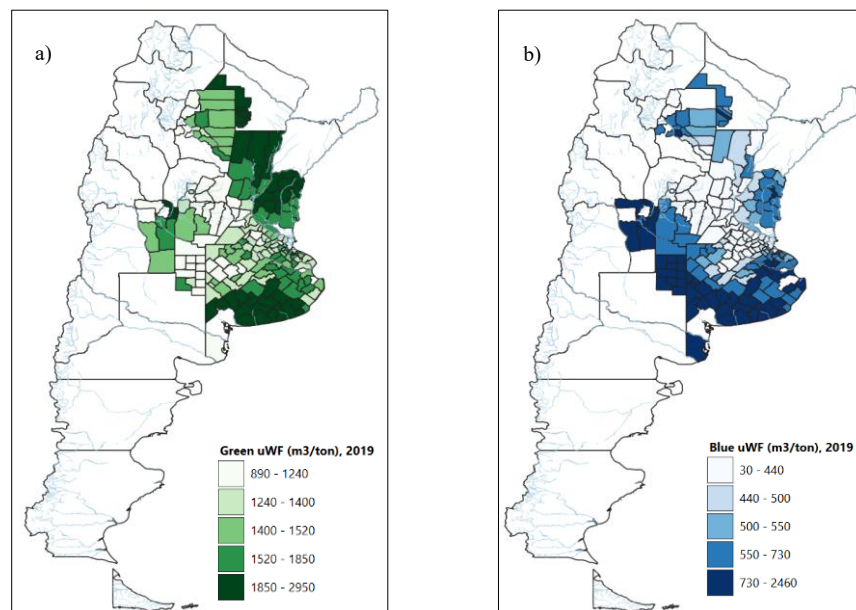 a)
Green uWF (m3/ton), 2019
890 - 1240
1240 - 1400
1400 - 1520
1520 - 1850
1850 - 2950
b)
Blue uWF (m3/ton), 2019
30 - 440
440 - 500
500 - 550
550 - 730
730 - 2460